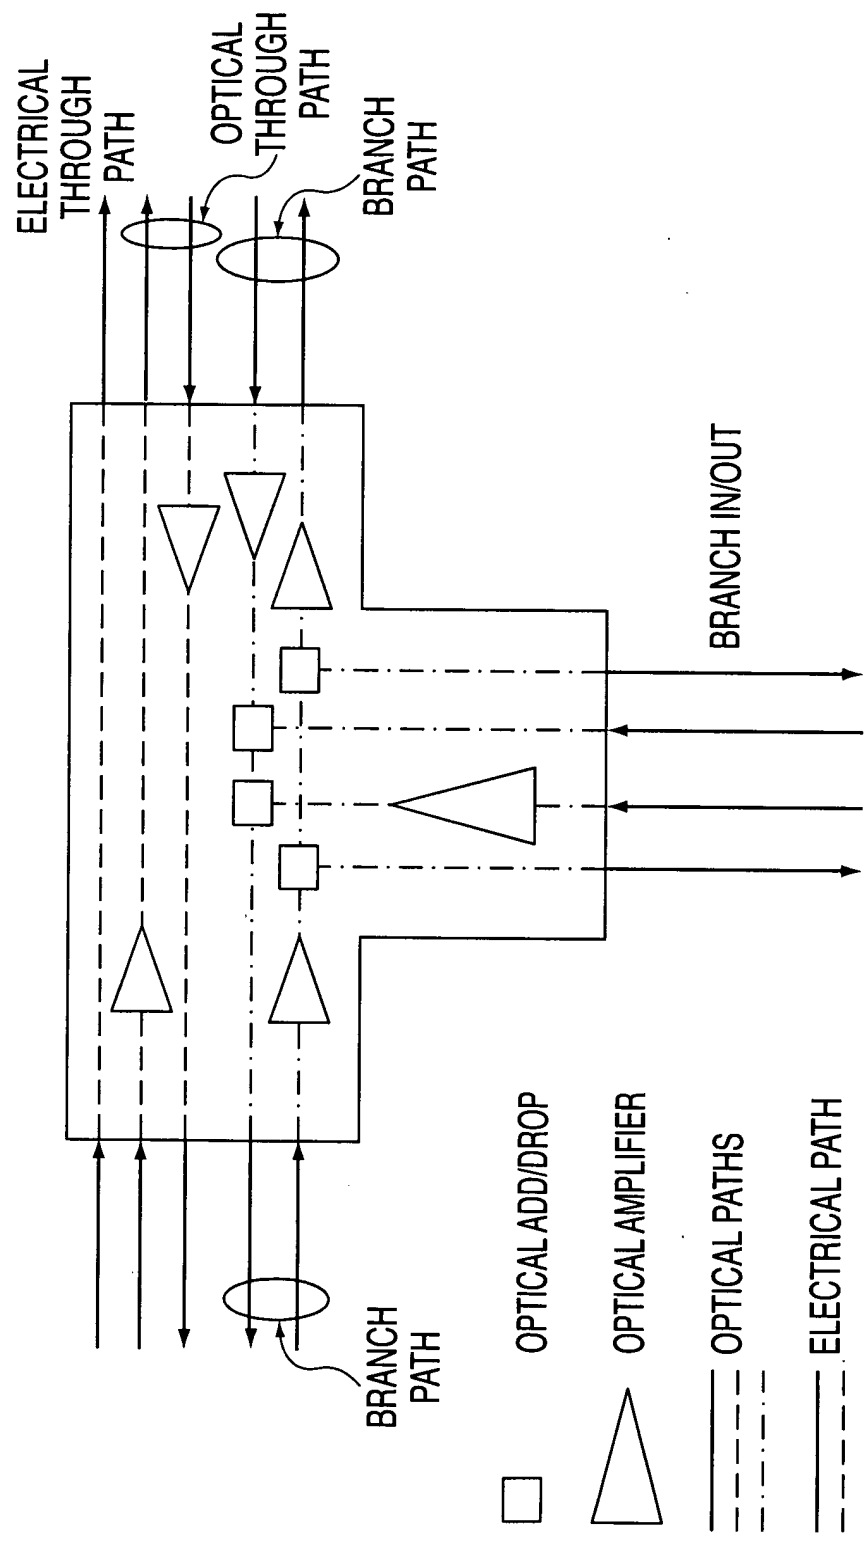 ELECTRICAL
THROUGH
PATH
OPTICAL
THROUGH
PATH
BRANCH
PATH
BRANCH IN/OUT
BRANCH
PATH
OPTICAL ADD/DROP
OPTICAL AMPLIFIER
OPTICAL PATHS
ELECTRICAL PATH